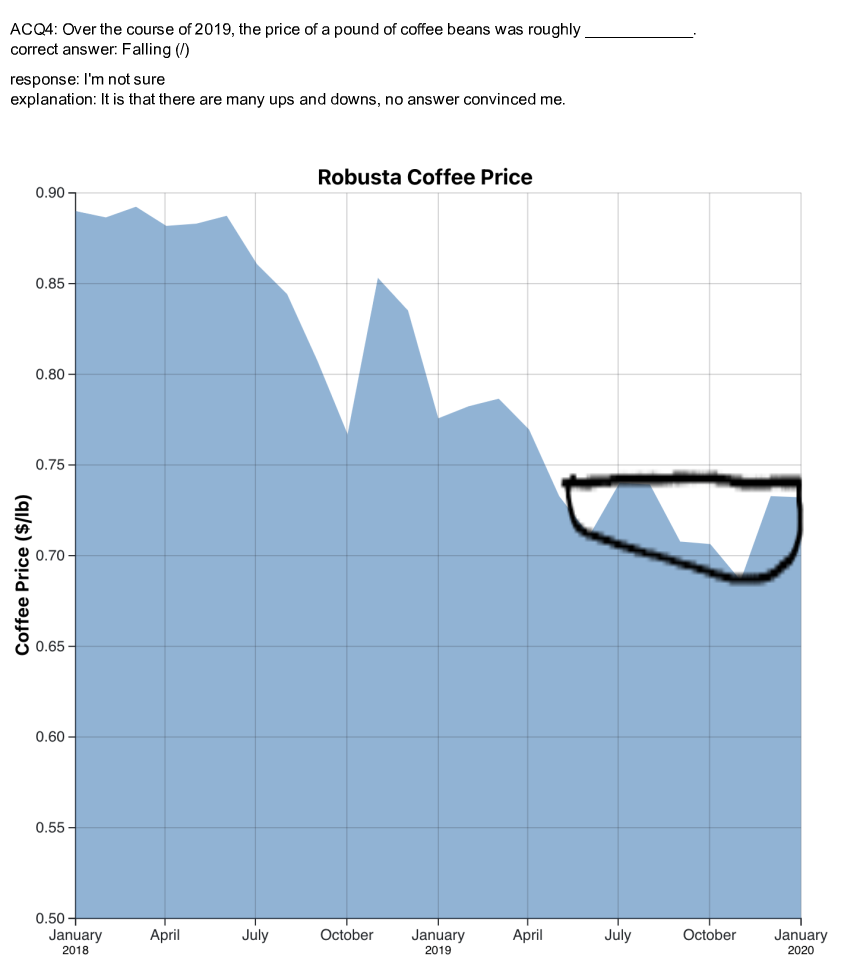 ACQ4: Over the course of 2019, the price of a pound of coffee beans was roughly _____________.
correct answer: Falling (/)
response: I'm not sure
explanation: It is that there are many ups and downs, no answer convinced me.
Robusta Coffee Price
0.90
0.85
0.80
0.75
0.70
0.65
0.60
0.55
0.50
Coffee Price ($/lb)
January April July October January April July October January
2018 2019 2020